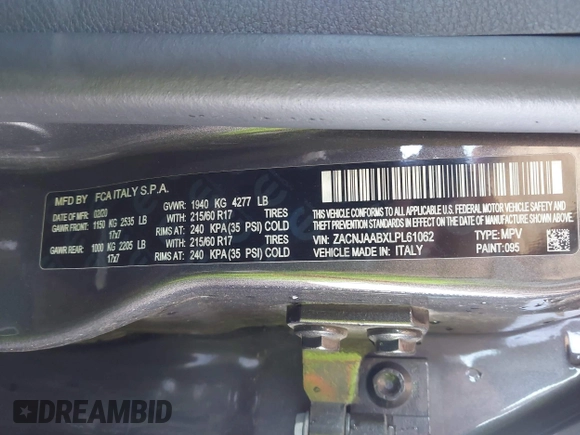 MFD BY FCA ITALY S.P.A.
DATE OF MFR 03/20 GVWR: 1940 KG 4277 LB
GAWR FRONT: 1150 KG 2535 LB WITH: 215/60 R17 TIRES
17x7 RIMS AT: 240 KPA (35 PSI) COLD
GAWR REAR: 1000 KG 2205 LB WITH: 215/60 R17 TIRES
17x7 RIMS AT: 240 KPA (35 PSI) COLD
THIS VEHICLE CONFORMS TO ALL APPLICABLE U.S.A. FEDERAL MOTOR VEHICLE
SAFETY, BUMPER, AND THEFT PREVENTION STANDARDS IN EFFECT ON THE DATE OF MANUFACTURE SHOWN ABOVE.
VIN: ZACNJAABXLPL61062 TYPE: MPV
VEHICLE MADE IN: ITALY PAINT: 095
DREAMBID